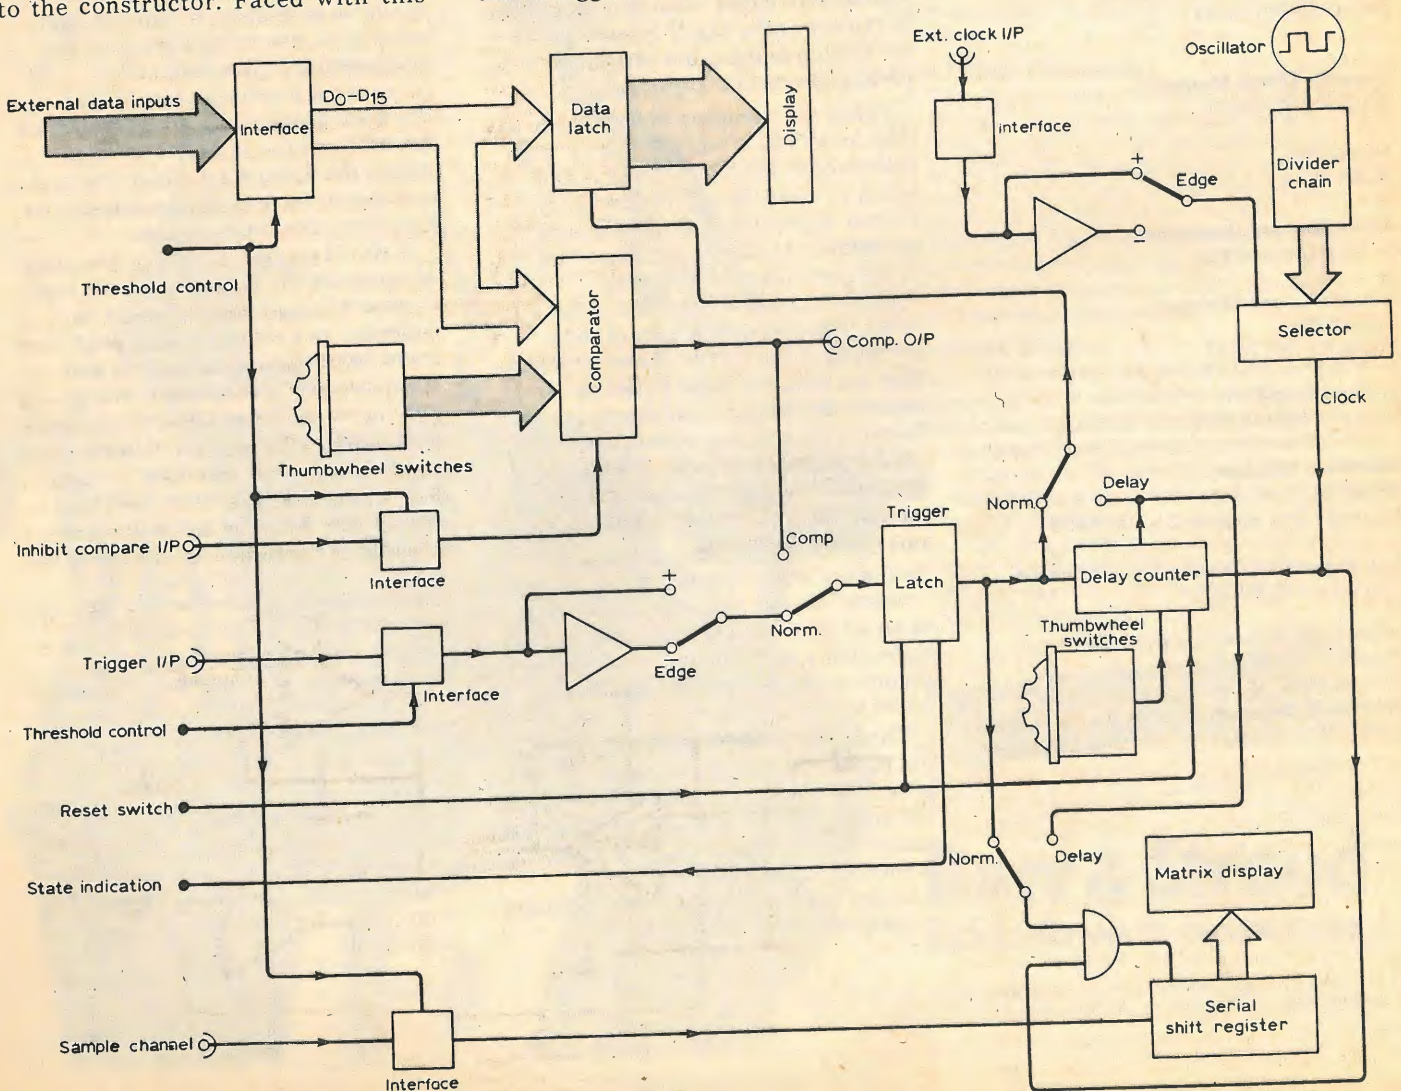 to the constructor. Faced with this
Ext. clock I/P
Oscillator
External data inputs
Interface
D0–D15
Data
latch
Display
Interface
+
Edge
–
Divider
chain
Threshold control
Comparator
Comp. O/P
Selector
Clock
Thumbwheel switches
Inhibit compare I/P
Interface
Comp
Trigger
Latch
Norm.
Delay
Delay counter
Thumbwheel
switches
+
Norm.
–
Edge
Trigger I/P
Interface
Threshold control
Reset switch
State indication
Norm.
Delay
Matrix display
Serial
shift register
Sample channel
Interface